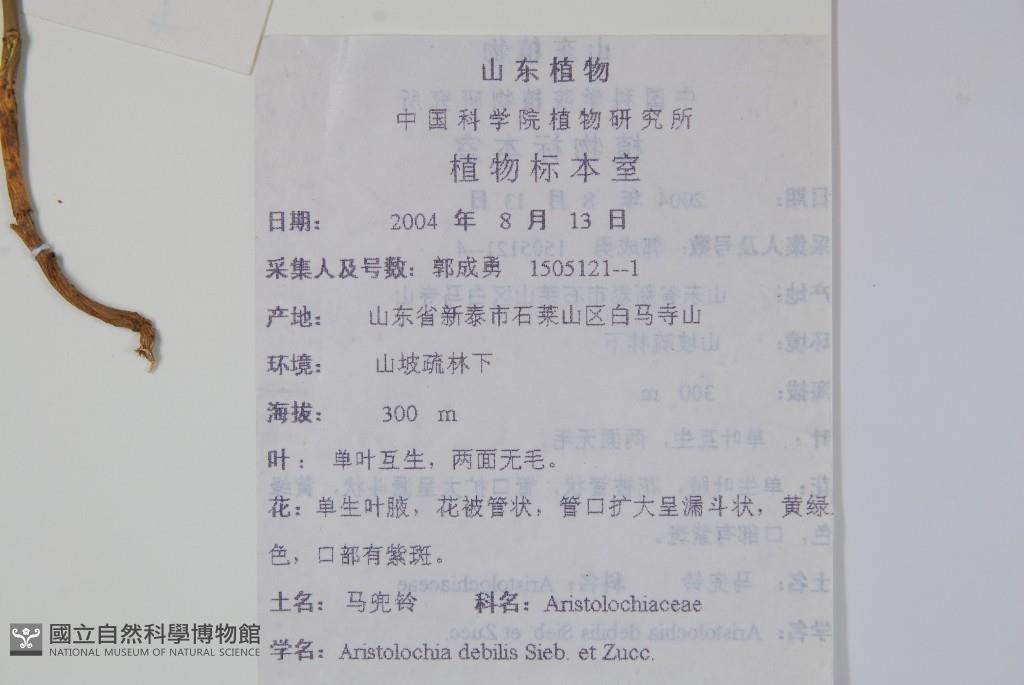 山东植物
中国科学院植物研究所
植物标本室
日期： 2004 年 8 月 13 日
采集人及号数：郭成勇 1505121--1
产地： 山东省新泰市石莱山区白马寺山
环境： 山坡疏林下
海拔： 300 m
叶： 单叶互生，两面无毛。
花：单生叶腋，花被管状，管口扩大呈漏斗状，黄绿
色，口部有紫斑。
土名： 马兜铃 科名：Aristolochiaceae
学名：Aristolochia debilis Sieb. et Zucc.
國立自然科學博物館
NATIONAL MUSEUM OF NATURAL SCIENCE